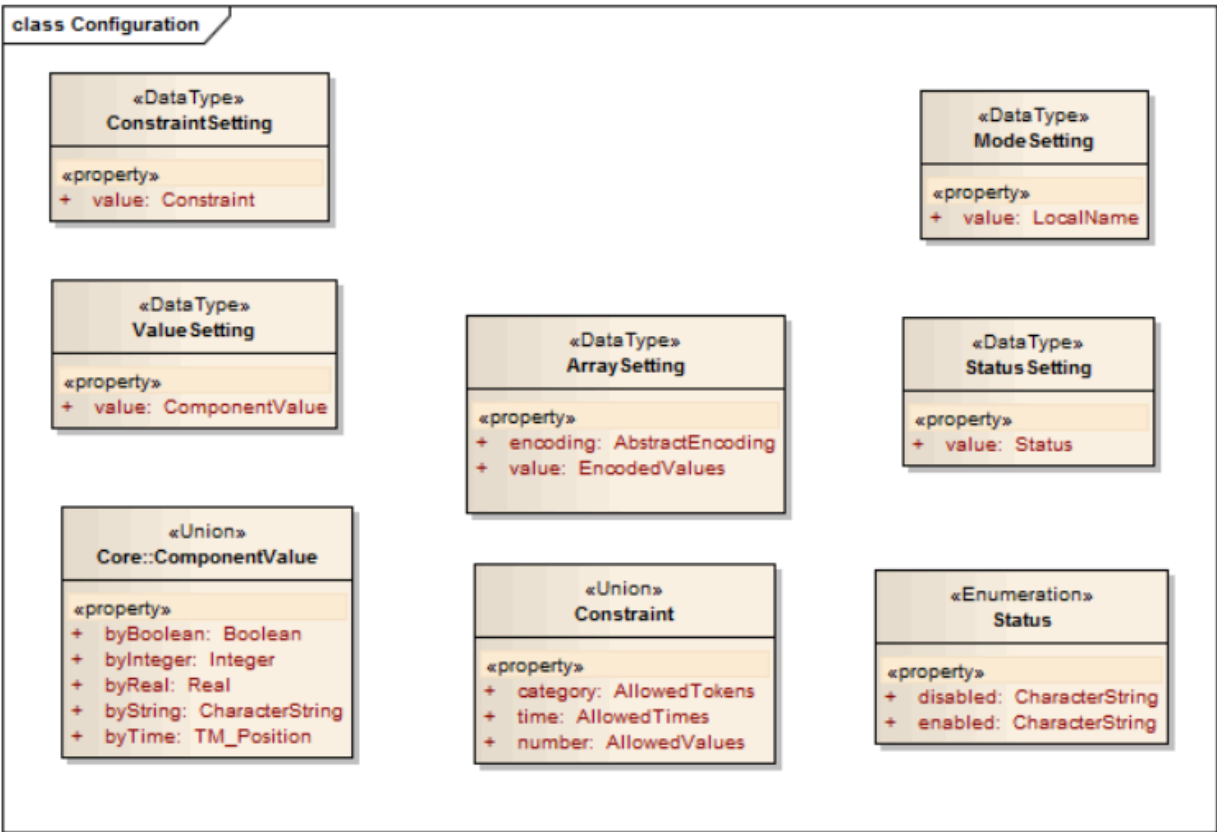 class Configuration
«DataType»
ConstraintSetting
«property»
+ value: Constraint
«DataType»
ModeSetting
«property»
+ value: LocalName
«DataType»
ValueSetting
«property»
+ value: ComponentValue
«DataType»
ArraySetting
«property»
+ encoding: AbstractEncoding
+ value: EncodedValues
«DataType»
StatusSetting
«property»
+ value: Status
«Union»
Core::ComponentValue
«property»
+ byBoolean: Boolean
+ byInteger: Integer
+ byReal: Real
+ byString: CharacterString
+ byTime: TM_Position
«Union»
Constraint
«property»
+ category: AllowedTokens
+ time: AllowedTimes
+ number: AllowedValues
«Enumeration»
Status
«property»
+ disabled: CharacterString
+ enabled: CharacterString